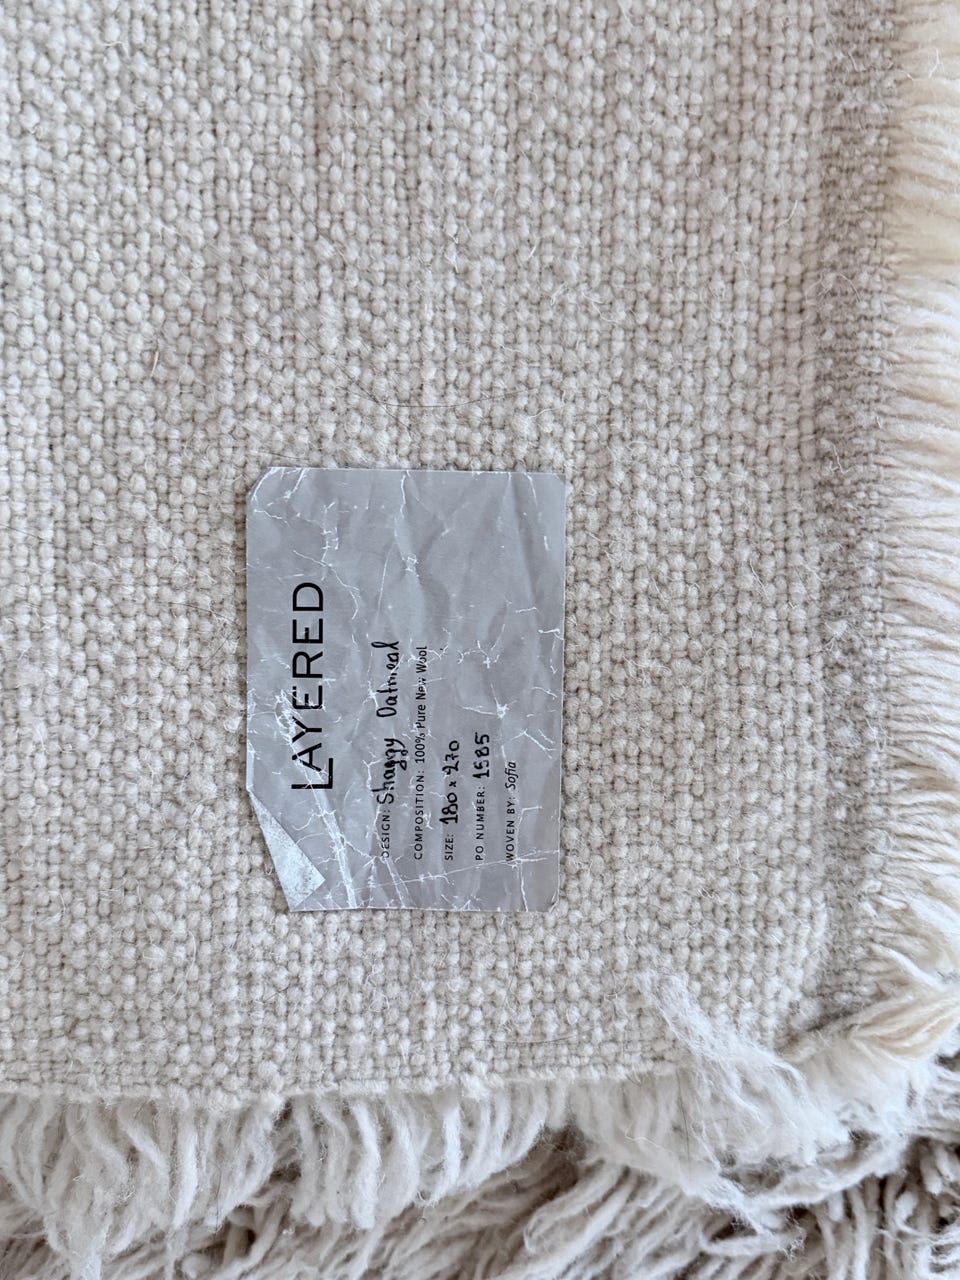 LAYERED
DESIGN: Shaggy Oatmeal
COMPOSITION: 100% Pure New Wool
SIZE: 180 x 270
PO NUMBER: 1585
WOVEN BY: Sofia